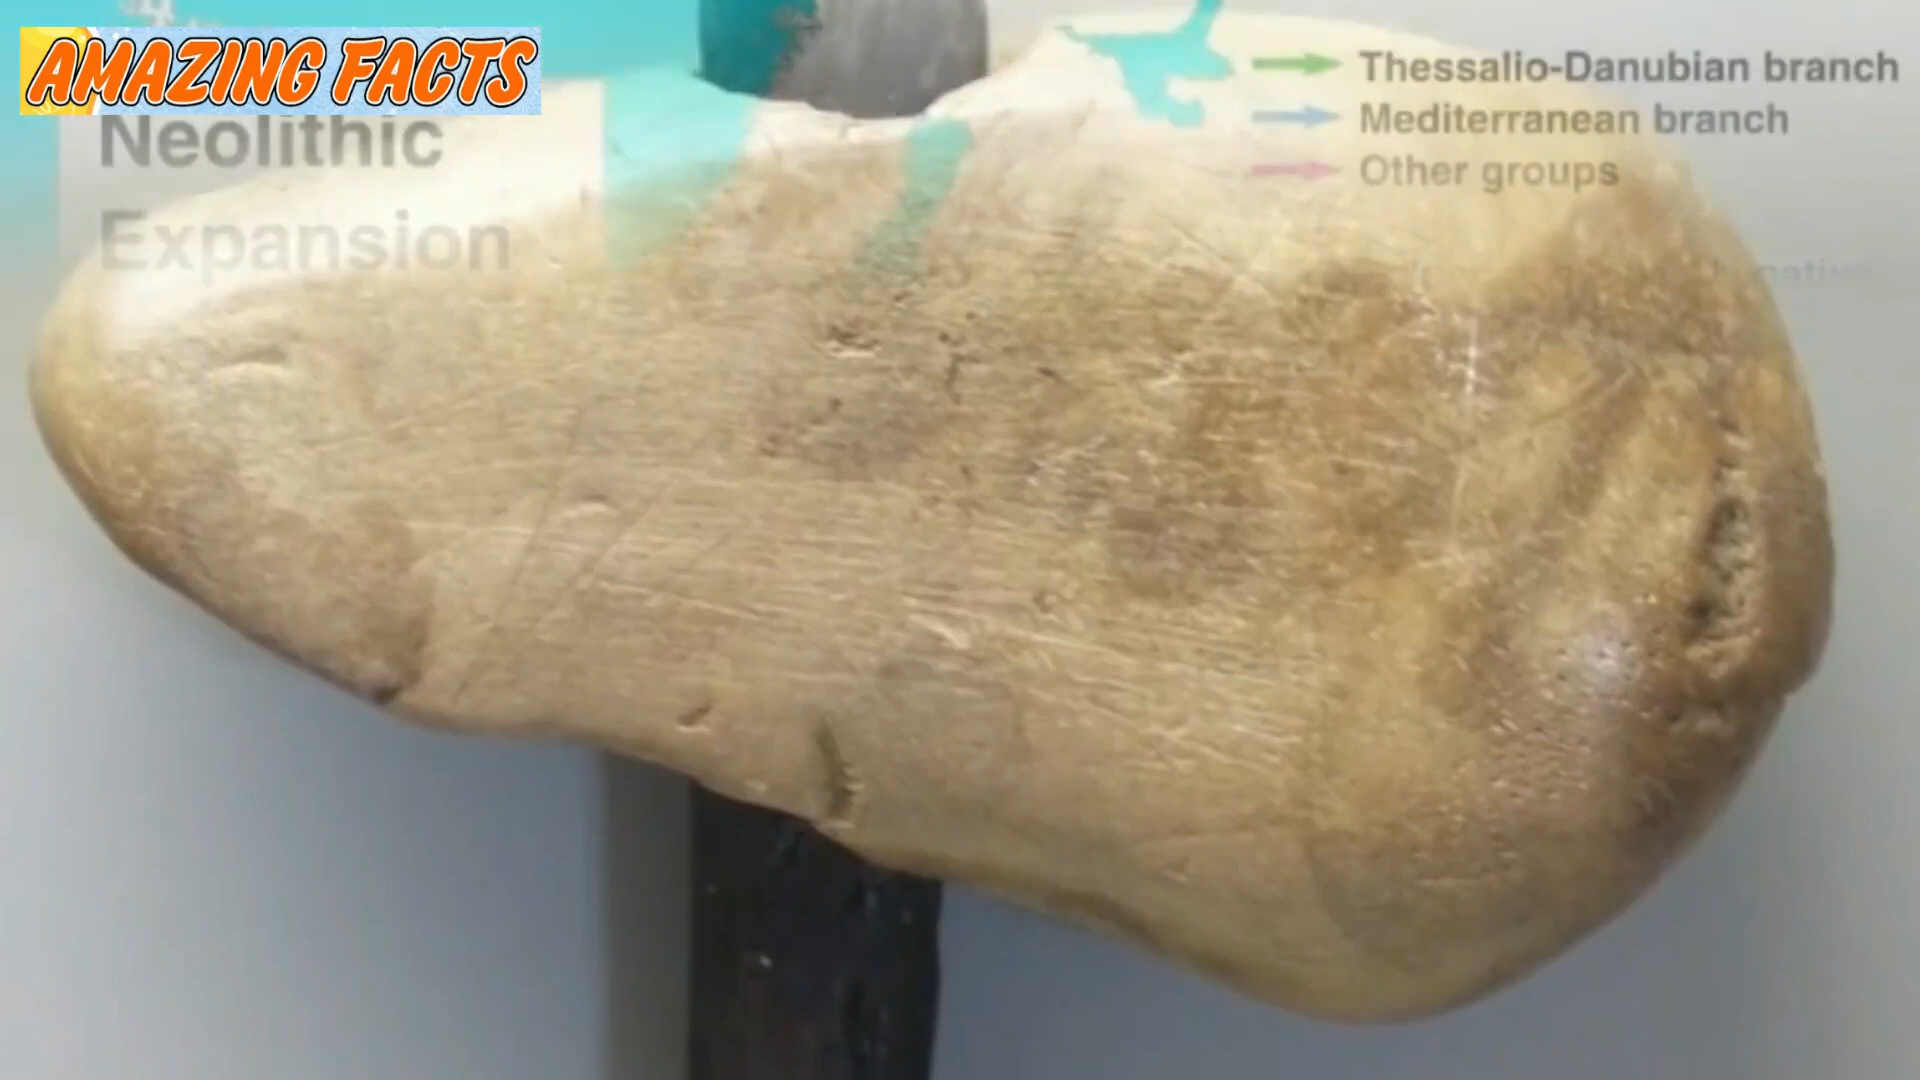 AMAZING FACTS
Neolithic
Expansion
Thessalio-Danubian branch
Mediterranean branch
Other groups